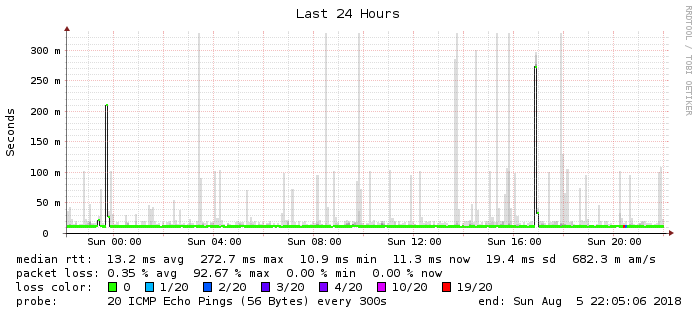 Last 24 Hours
RRDTOOL / TOBI OETIKER
Seconds
300 m
250 m
200 m
150 m
100 m
50 m
0
Sun 00:00 Sun 04:00 Sun 08:00 Sun 12:00 Sun 16:00 Sun 20:00
median rtt: 13.2 ms avg 272.7 ms max 10.9 ms min 11.3 ms now 19.4 ms sd 682.3 m am/s
packet loss: 0.35 % avg 92.67 % max 0.00 % min 0.00 % now
loss color: 0 1/20 2/20 3/20 4/20 10/20 19/20
probe: 20 ICMP Echo Pings (56 Bytes) every 300s end: Sun Aug 5 22:05:06 2018